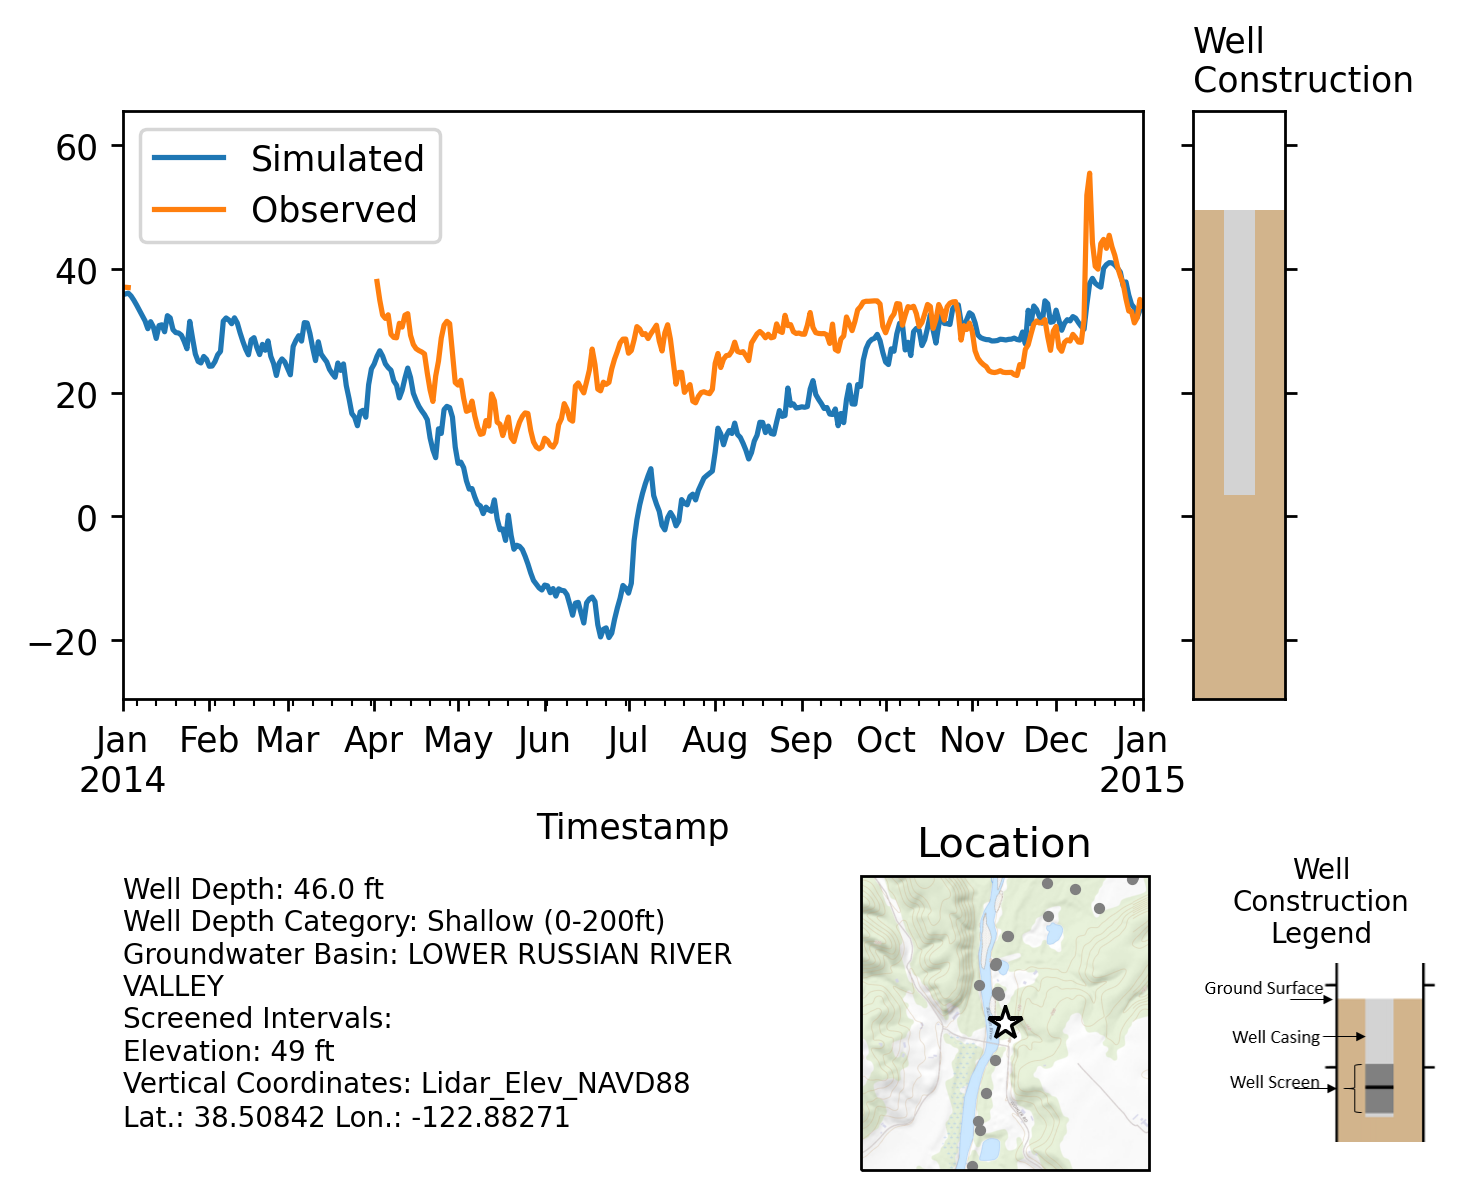 Well
Construction
60
40
20
0
−20
Simulated
Observed
Jan
2014
Feb
Mar
Apr
May
Jun
Jul
Aug
Sep
Oct
Nov
Dec
Jan
2015
Timestamp
Well Depth: 46.0 ft
Well Depth Category: Shallow (0-200ft)
Groundwater Basin: LOWER RUSSIAN RIVER
VALLEY
Screened Intervals:
Elevation: 49 ft
Vertical Coordinates: Lidar_Elev_NAVD88
Lat.: 38.50842 Lon.: -122.88271
Location
Well
Construction
Legend
Ground Surface
Well Casing
Well Screen